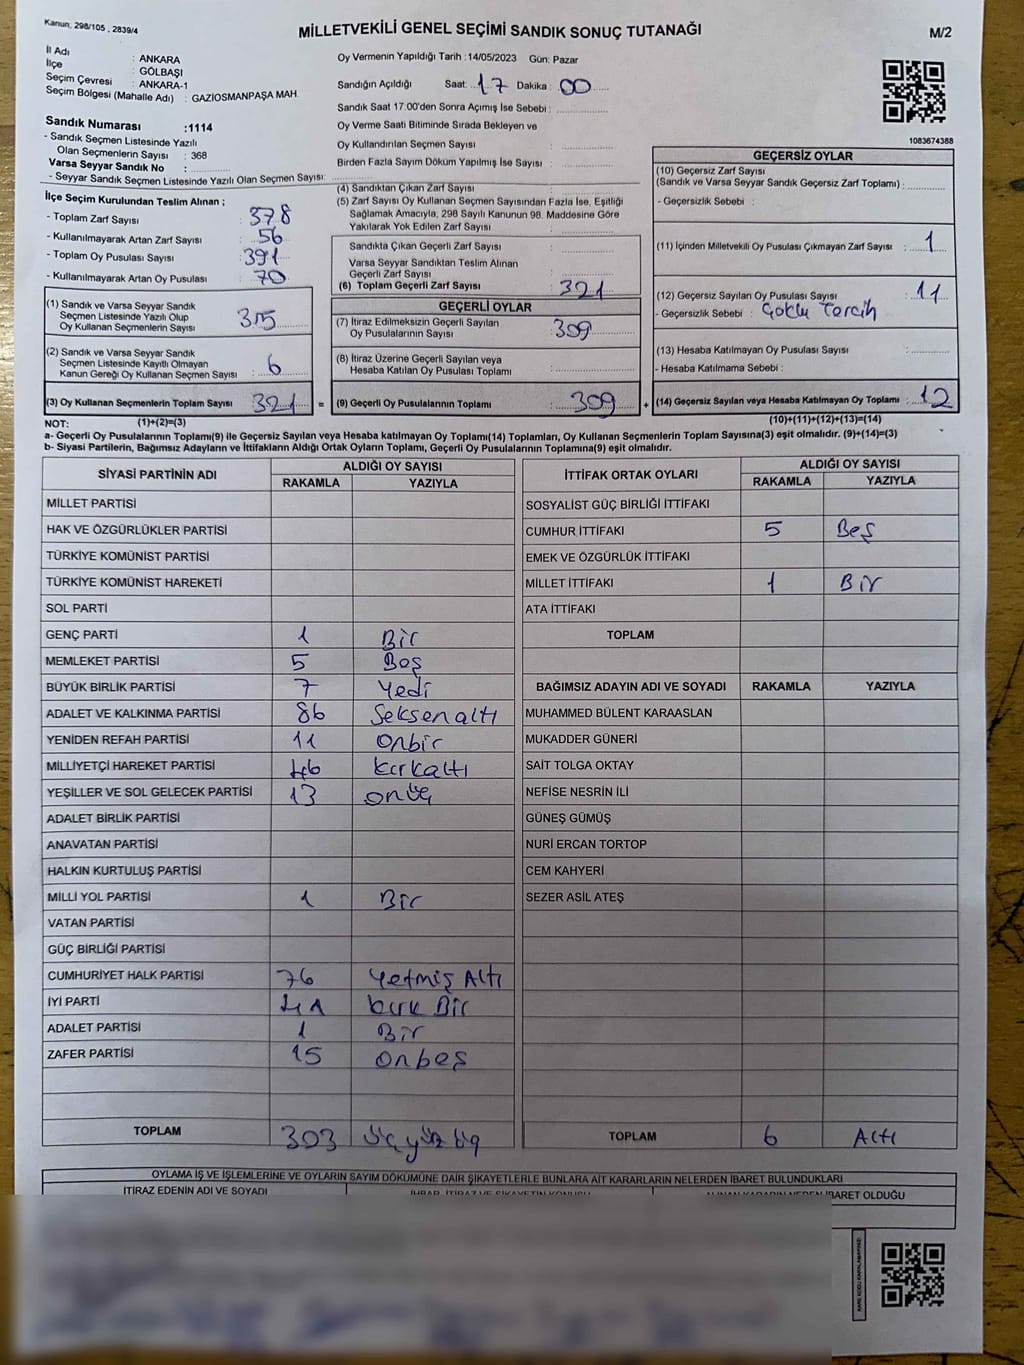 Kanun, 298/105 , 2839/4
MİLLETVEKİLİ GENEL SEÇİMİ SANDIK SONUÇ TUTANAĞI
M/2
İl Adı : ANKARA
İlçe : GÖLBAŞI
Seçim Çevresi : ANKARA-1
Seçim Bölgesi (Mahalle Adı) : GAZİOSMANPAŞA MAH.
Oy Vermenin Yapıldığı Tarih :14/05/2023 Gün: Pazar
Sandığın Açıldığı Saat: 17 Dakika : 00
Sandık Saat 17:00'den Sonra Açımış İse Sebebi :
Oy Verme Saati Bitiminde Sırada Bekleyen ve
Oy Kullandırılan Seçmen Sayısı :
Birden Fazla Sayım Döküm Yapılmış İse Sayısı :
1083674388
Sandık Numarası :1114
- Sandık Seçmen Listesinde Yazılı
Olan Seçmenlerin Sayısı : 368
Varsa Seyyar Sandık No :
- Seyyar Sandık Seçmen Listesinde Yazılı Olan Seçmen Sayısı:
İlçe Seçim Kurulundan Teslim Alınan ;
- Toplam Zarf Sayısı : 378
- Kullanılmayarak Artan Zarf Sayısı : 56
- Toplam Oy Pusulası Sayısı : 391
- Kullanılmayarak Artan Oy Pusulası : 70
(1) Sandık ve Varsa Seyyar Sandık
Seçmen Listesinde Yazılı Olup
Oy Kullanan Seçmenlerin Sayısı : 315
(2) Sandık ve Varsa Seyyar Sandık
Seçmen Listesinde Kayıtlı Olmayan
Kanun Gereği Oy Kullanan Seçmen Sayısı : 6
(3) Oy Kullanan Seçmenlerin Toplam Sayısı : 321 =
(4) Sandıktan Çıkan Zarf Sayısı :
(5) Zarf Sayısı Oy Kullanan Seçmen Sayısından Fazla İse, Eşitliği
Sağlamak Amacıyla, 298 Sayılı Kanunun 98. Maddesine Göre
Yakılarak Yok Edilen Zarf Sayısı :
Sandıkta Çıkan Geçerli Zarf Sayısı :
Varsa Seyyar Sandıktan Teslim Alınan
Geçerli Zarf Sayısı :
(6) Toplam Geçerli Zarf Sayısı : 321
GEÇERLİ OYLAR
(7) İtiraz Edilmeksizin Geçerli Sayılan
Oy Pusulalarının Sayısı : 309
(8) İtiraz Üzerine Geçerli Sayılan veya
Hesaba Katılan Oy Pusulası Toplamı :
(9) Geçerli Oy Pusulalarının Toplamı : 309 +
GEÇERSİZ OYLAR
(10) Geçersiz Zarf Sayısı
(Sandık ve Varsa Seyyar Sandık Geçersiz Zarf Toplamı) :
- Geçersizlik Sebebi :
(11) İçinden Milletvekili Oy Pusulası Çıkmayan Zarf Sayısı : 1
(12) Geçersiz Sayılan Oy Pusulası Sayısı : 11
- Geçersizlik Sebebi : Çoklu Tercih
(13) Hesaba Katılmayan Oy Pusulası Sayısı :
- Hesaba Katılmama Sebebi :
(14) Geçersiz Sayılan veya Hesaba Katılmayan Oy Toplamı : 12
NOT: (1)+(2)=(3) (10)+(11)+(12)+(13)=(14)
a- Geçerli Oy Pusulalarının Toplamı(9) ile Geçersiz Sayılan veya Hesaba katılmayan Oy Toplamı(14) Toplamları, Oy Kullanan Seçmenlerin Toplam Sayısına(3) eşit olmalıdır. (9)+(14)=(3)
b- Siyasi Partilerin, Bağımsız Adayların ve İttifakların Aldığı Ortak Oyların Toplamı, Geçerli Oy Pusulalarının Toplamına(9) eşit olmalıdır.
SİYASİ PARTİNİN ADI ALDIĞI OY SAYISI
RAKAMLA YAZIYLA
MİLLET PARTİSİ
HAK VE ÖZGÜRLÜKLER PARTİSİ
TÜRKİYE KOMÜNİST PARTİSİ
TÜRKİYE KOMÜNİST HAREKETİ
SOL PARTİ
GENÇ PARTİ 1 Bir
MEMLEKET PARTİSİ 5 Beş
BÜYÜK BİRLİK PARTİSİ 7 Yedi
ADALET VE KALKINMA PARTİSİ 86 Seksenaltı
YENİDEN REFAH PARTİSİ 11 Onbir
MİLLİYETÇİ HAREKET PARTİSİ 46 kırkaltı
YEŞİLLER VE SOL GELECEK PARTİSİ 13 onüç
ADALET BİRLİK PARTİSİ
ANAVATAN PARTİSİ
HALKIN KURTULUŞ PARTİSİ
MİLLİ YOL PARTİSİ 1 Bir
VATAN PARTİSİ
GÜÇ BİRLİĞİ PARTİSİ
CUMHURİYET HALK PARTİSİ 76 Yetmiş Altı
İYİ PARTİ 41 kırk Bir
ADALET PARTİSİ 1 Bir
ZAFER PARTİSİ 15 onbeş
TOPLAM 303 üçyüz üç
İTTİFAK ORTAK OYLARI ALDIĞI OY SAYISI
RAKAMLA YAZIYLA
SOSYALİST GÜÇ BİRLİĞİ İTTİFAKI
CUMHUR İTTİFAKI 5 Beş
EMEK VE ÖZGÜRLÜK İTTİFAKI
MİLLET İTTİFAKI 1 Bir
ATA İTTİFAKI
TOPLAM
BAĞIMSIZ ADAYIN ADI VE SOYADI RAKAMLA YAZIYLA
MUHAMMED BÜLENT KARAASLAN
MUKADDER GÜNERİ
SAİT TOLGA OKTAY
NEFİSE NESRİN İLİ
GÜNEŞ GÜMÜŞ
NURİ ERCAN TORTOP
CEM KAHYERİ
SEZER ASİL ATEŞ
TOPLAM 6 Altı
OYLAMA İŞ VE İŞLEMLERİNE VE OYLARIN SAYIM DÖKÜMÜNE DAİR ŞİKAYETLERLE BUNLARA AİT KARARLARIN NELERDEN İBARET BULUNDUKLARI
İTİRAZ EDENİN ADI VE SOYADI
İBARET OLDUĞU